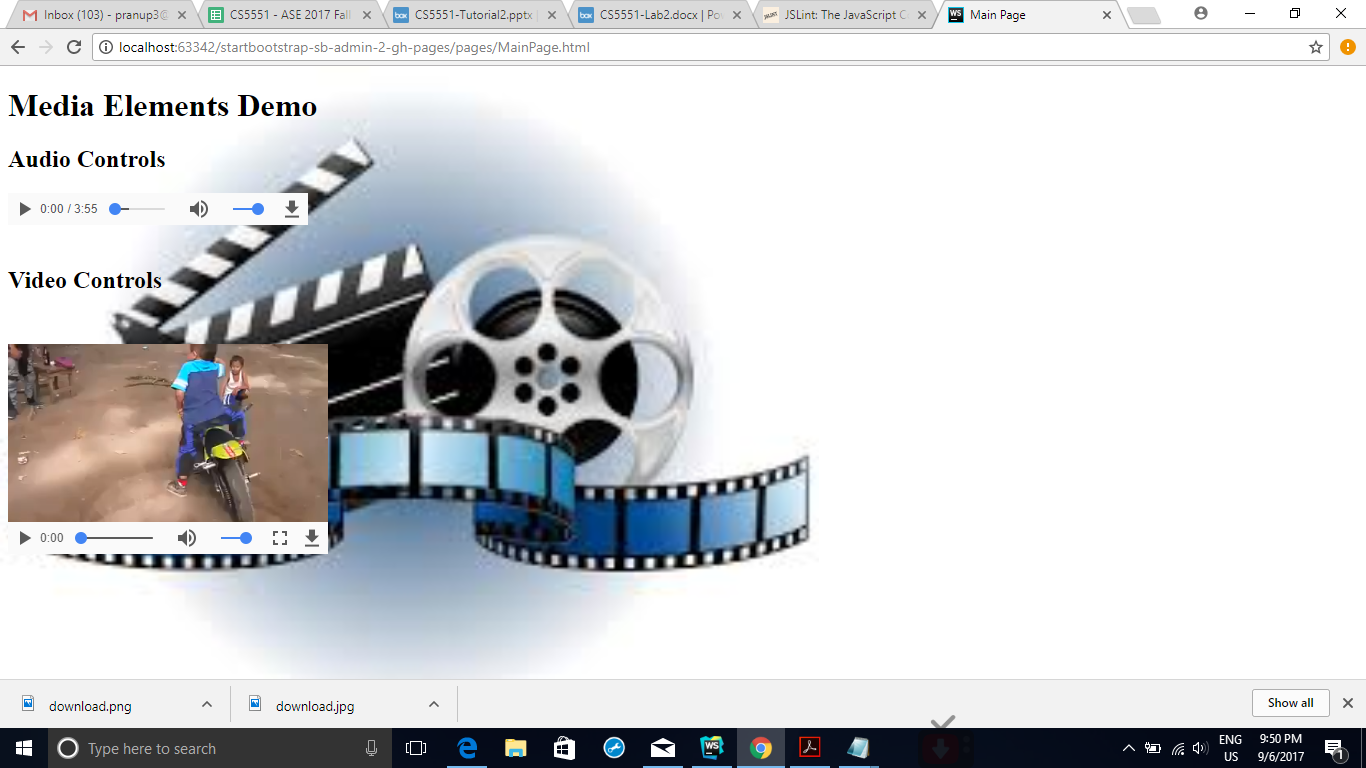 Inbox (103) - pranup3@
CS5551 - ASE 2017 Fall
CS5551-Tutorial2.pptx |
CS5551-Lab2.docx | Po
JSLint: The JavaScript C
WS
Main Page
localhost:63342/startbootstrap-sb-admin-2-gh-pages/pages/MainPage.html
Media Elements Demo
Audio Controls
0:00 / 3:55
Video Controls
0:00
download.png
download.jpg
Show all
Type here to search
WS
ENG
US
9:50 PM
9/6/2017
1